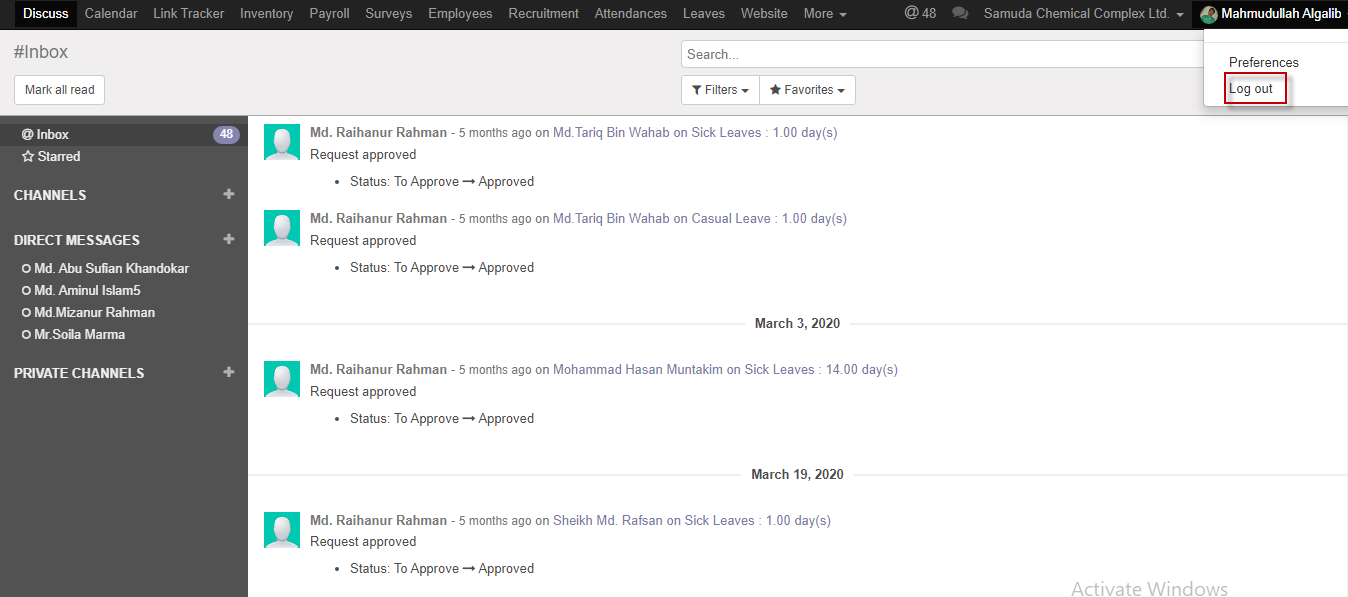 Discuss Calendar Link Tracker Inventory Payroll Surveys Employees Recruitment Attendances Leaves Website More @ 48 Samuda Chemical Complex Ltd. Mahmudullah Algalib
#Inbox
Search...
Preferences
Mark all read
Filters Favorites
Log out
Inbox 48
Starred
CHANNELS +
DIRECT MESSAGES +
Md. Abu Sufian Khandokar
Md. Aminul Islam5
Md.Mizanur Rahman
Mr.Soila Marma
PRIVATE CHANNELS +
Md. Raihanur Rahman - 5 months ago on Md.Tariq Bin Wahab on Sick Leaves : 1.00 day(s)
Request approved
• Status: To Approve → Approved
Md. Raihanur Rahman - 5 months ago on Md.Tariq Bin Wahab on Casual Leave : 1.00 day(s)
Request approved
• Status: To Approve → Approved
March 3, 2020
Md. Raihanur Rahman - 5 months ago on Mohammad Hasan Muntakim on Sick Leaves : 14.00 day(s)
Request approved
• Status: To Approve → Approved
March 19, 2020
Md. Raihanur Rahman - 5 months ago on Sheikh Md. Rafsan on Sick Leaves : 1.00 day(s)
Request approved
• Status: To Approve → Approved
Activate Windows